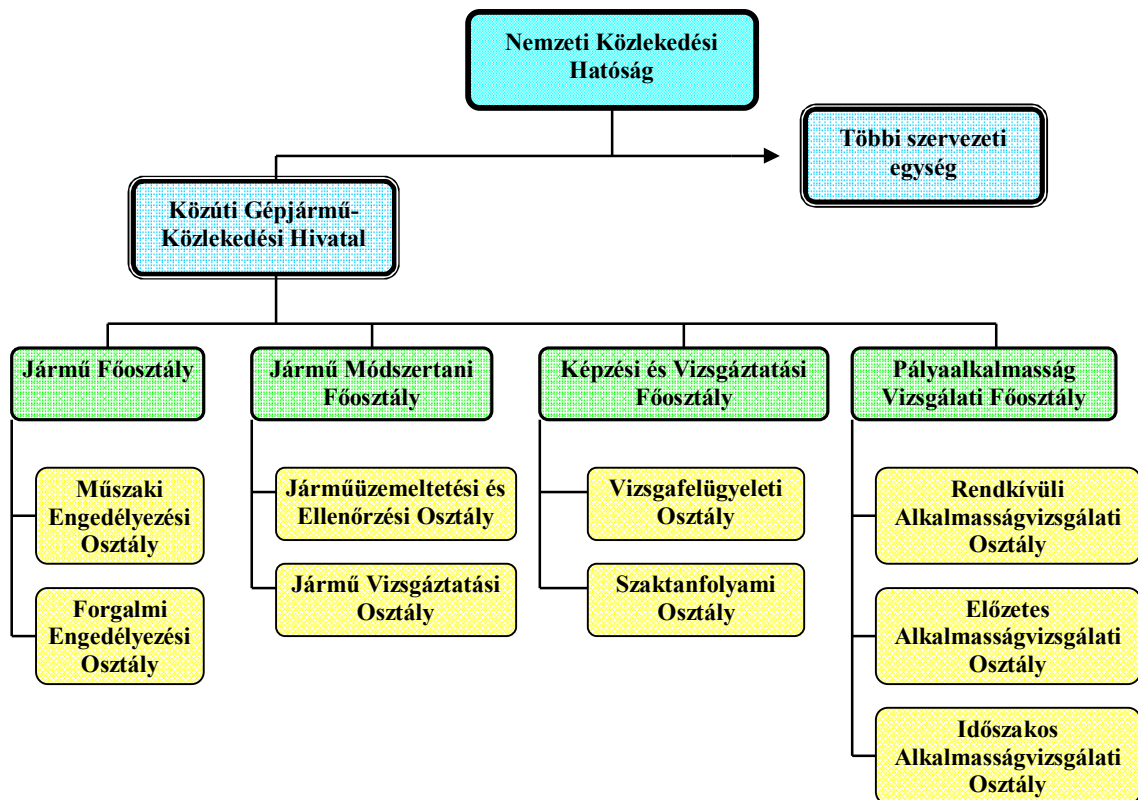 Nemzeti Közlekedési
Hatóság
Többi szervezeti
egység
Közúti Gépjármű-
Közlekedési Hivatal
Jármű Főosztály
Jármű Módszertani
Főosztály
Képzési és Vizsgáztatási
Főosztály
Pályaalkalmasság
Vizsgálati Főosztály
Műszaki
Engedélyezési
Osztály
Forgalmi
Engedélyezési
Osztály
Járműüzemeltetési és
Ellenőrzési Osztály
Jármű Vizsgáztatási
Osztály
Vizsgafelügyeleti
Osztály
Szaktanfolyami
Osztály
Rendkívüli
Alkalmasságvizsgálati
Osztály
Előzetes
Alkalmasságvizsgálati
Osztály
Időszakos
Alkalmasságvizsgálati
Osztály